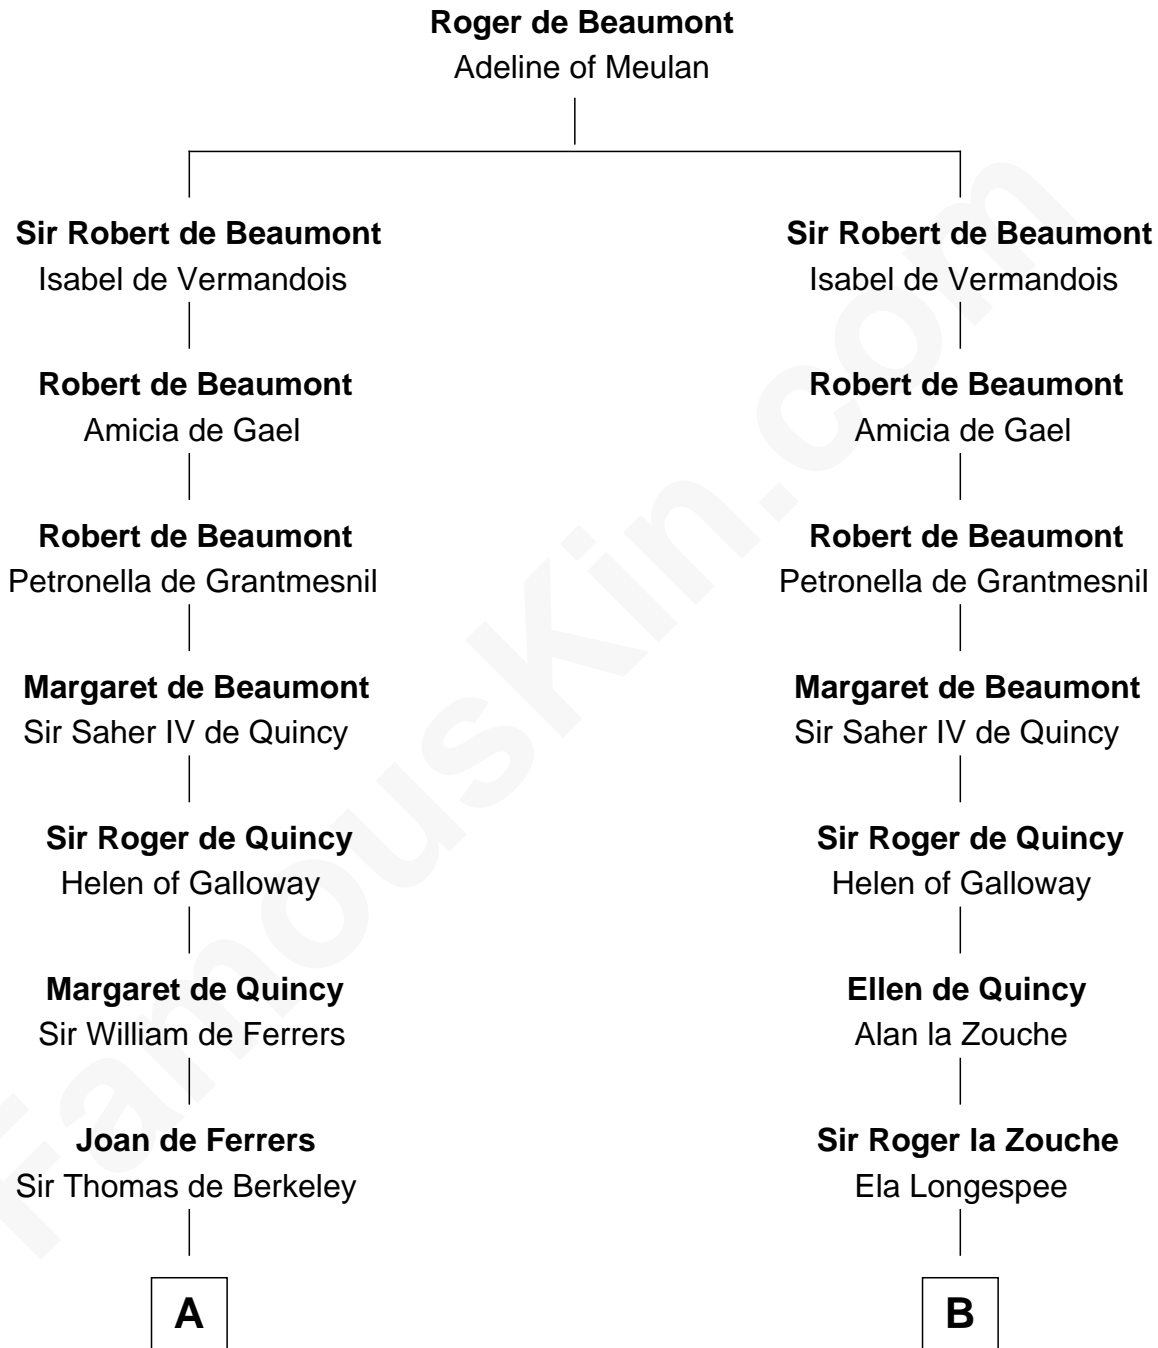 Roger de Beaumont
Adeline of Meulan
Sir Robert de Beaumont
Isabel de Vermandois
Sir Robert de Beaumont
Isabel de Vermandois
Robert de Beaumont
Amicia de Gael
Robert de Beaumont
Amicia de Gael
Robert de Beaumont
Petronella de Grantmesnil
Robert de Beaumont
Petronella de Grantmesnil
Margaret de Beaumont
Sir Saher IV de Quincy
Margaret de Beaumont
Sir Saher IV de Quincy
Sir Roger de Quincy
Helen of Galloway
Sir Roger de Quincy
Helen of Galloway
Margaret de Quincy
Sir William de Ferrers
Ellen de Quincy
Alan la Zouche
Joan de Ferrers
Sir Thomas de Berkeley
Sir Roger la Zouche
Ela Longespee
A
B
FamousKin.com